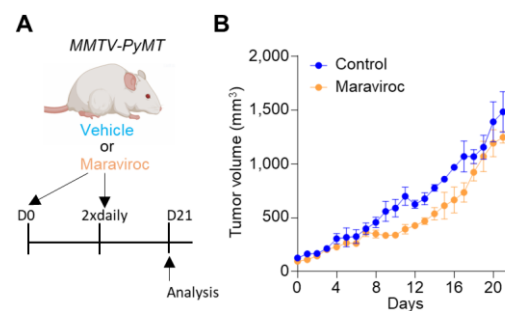 A
MMTV-PyMT
Vehicle
or
Maraviroc
D0
2xdaily
D21
Analysis
B
Tumor volume (mm³)
2,000
1,500
1,000
500
0
Control
Maraviroc
0 4 8 12 16 20
Days